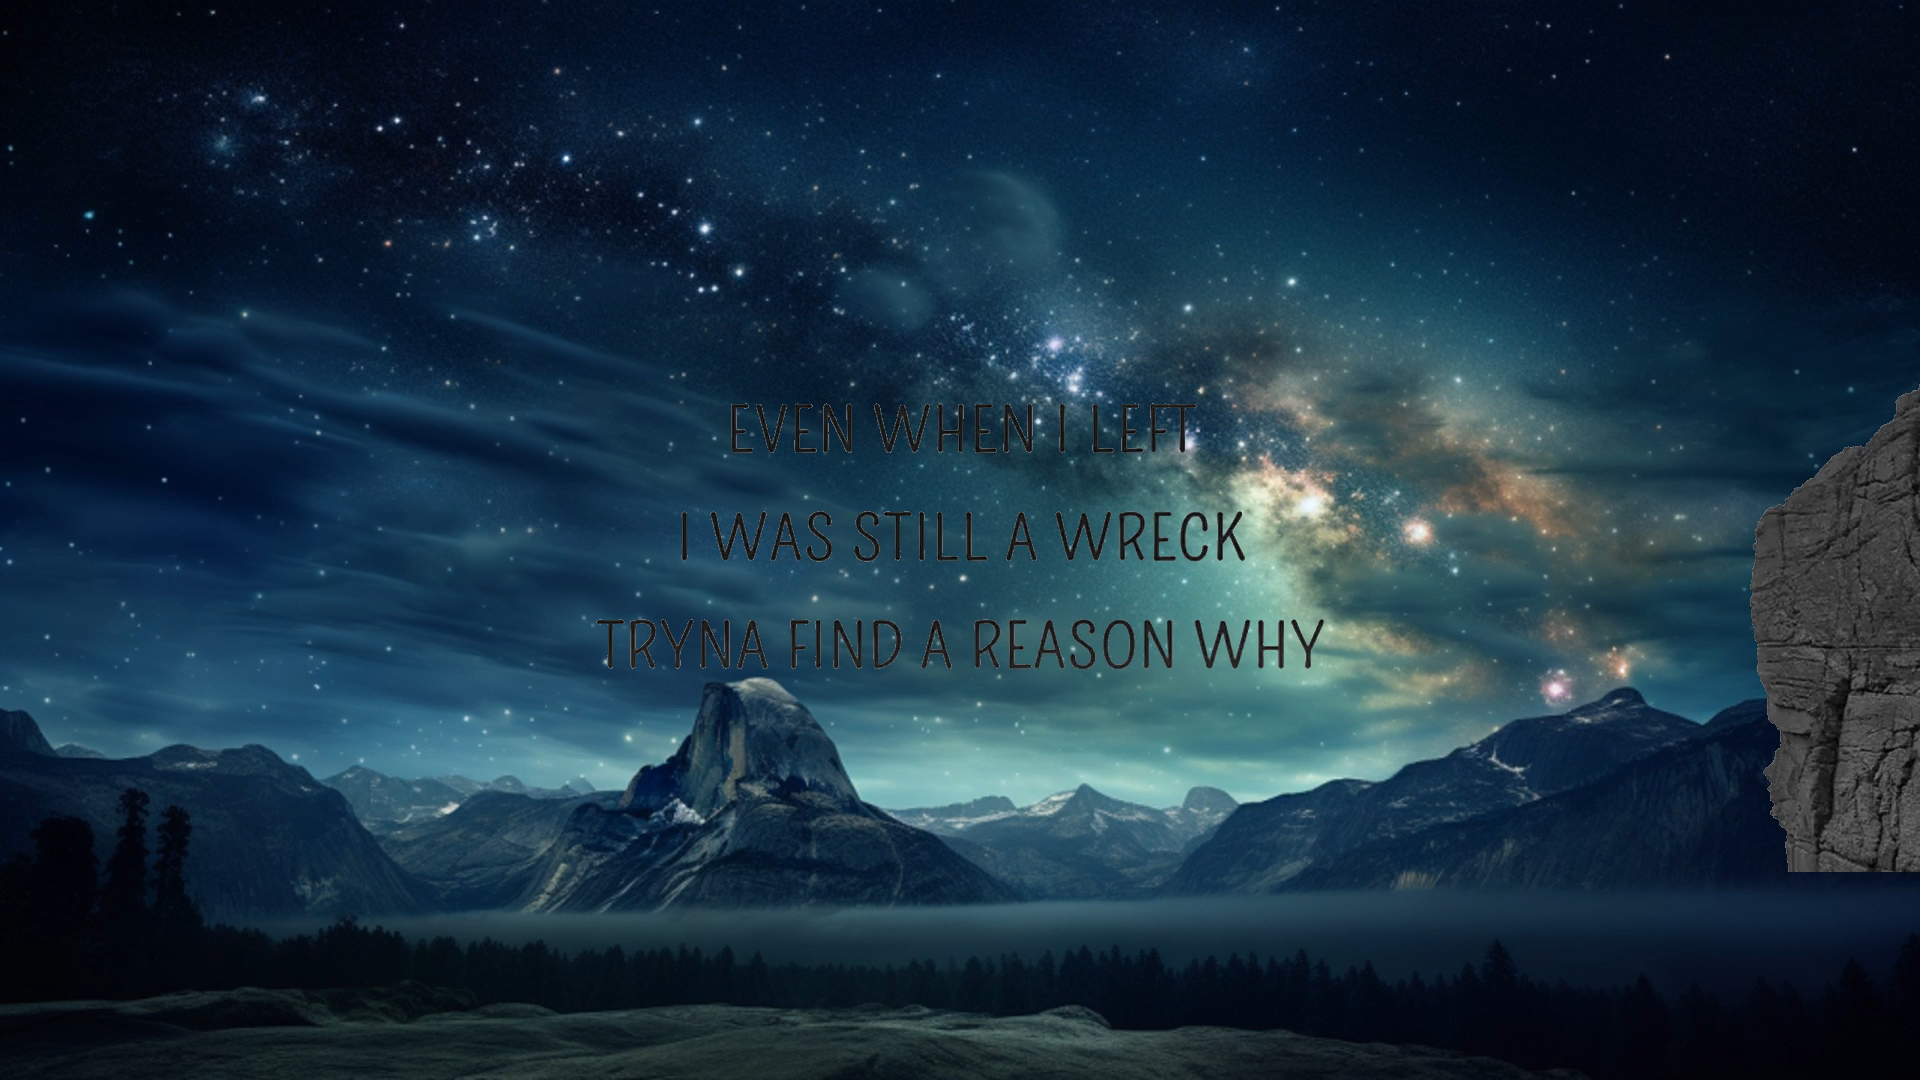 EVEN WHEN I LEFT
I WAS STILL A WRECK
TRYNA FIND A REASON WHY